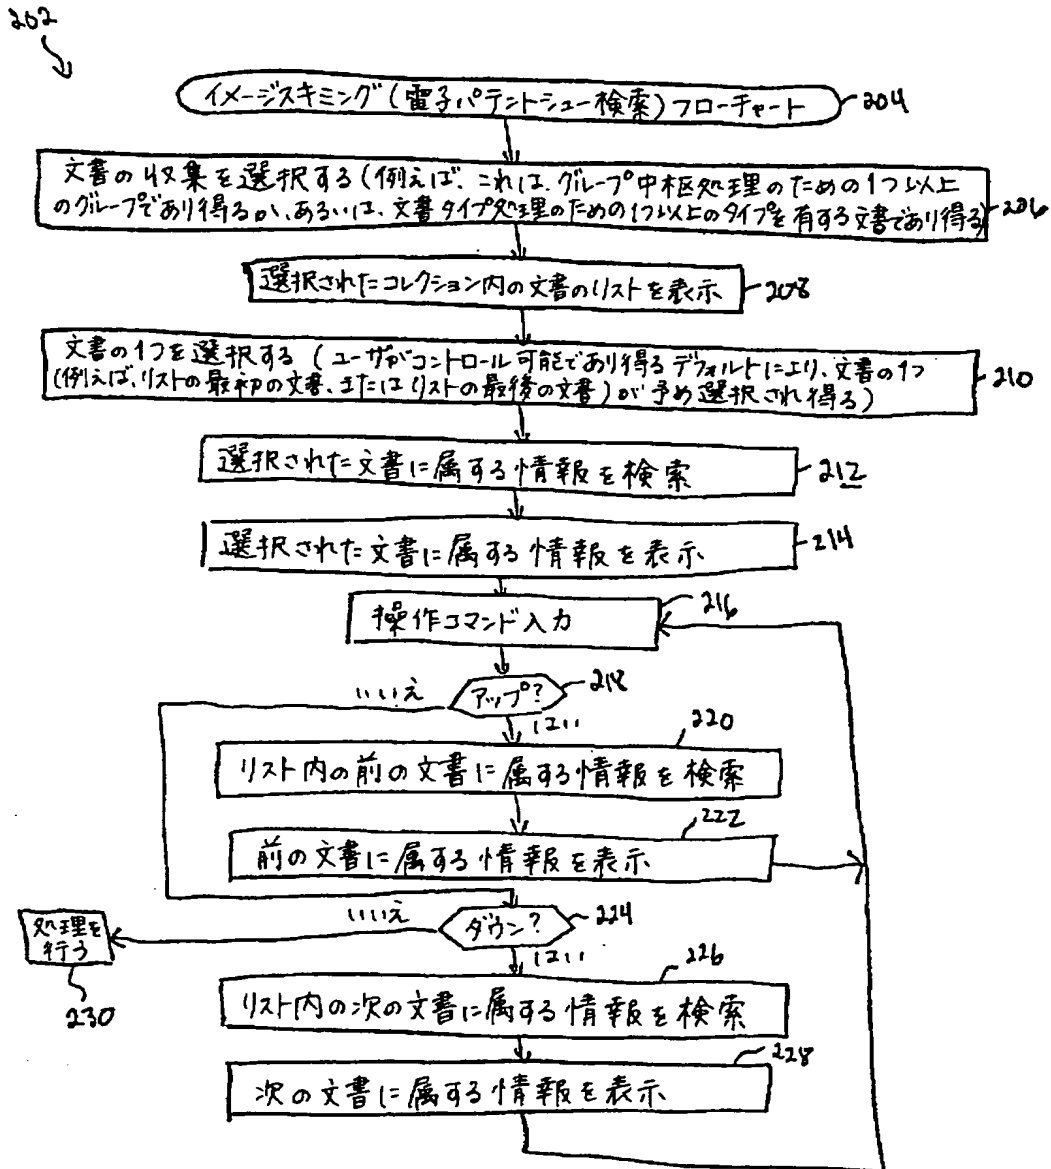 202
イメージスキミング(電子パテントシュー検索)フローチャート
204
文書の収集を選択する(例えば、これは、グループ中枢処理のための1つ以上
のグループであり得るか、あるいは、文書タイプ処理のための1つ以上のタイプを有する文書であり得る)
206
選択されたコレクション内の文書のリストを表示
208
文書の1つを選択する(ユーザがコントロール可能であり得るデフォルトにより、文書の1つ
(例えば、リストの最初の文書、またはリストの最後の文書)が予め選択され得る)
210
選択された文書に属する情報を検索
212
選択された文書に属する情報を表示
214
操作コマンド入力
216
アップ?
218
いいえ
はい
220
リスト内の前の文書に属する情報を検索
222
前の文書に属する情報を表示
ダウン?
224
いいえ
処理を
行う
230
はい
226
リスト内の次の文書に属する情報を検索
228
次の文書に属する情報を表示